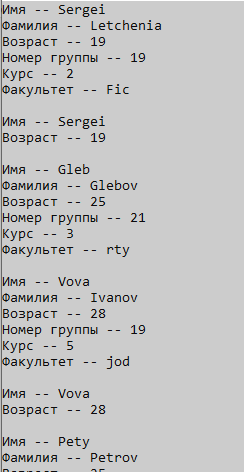 Имя -- Sergei
Фамилия -- Letchenia
Возраст -- 19
Номер группы -- 19
Курс -- 2
Факультет -- Fic
Имя -- Sergei
Возраст -- 19
Имя -- Gleb
Фамилия -- Glebov
Возраст -- 25
Номер группы -- 21
Курс -- 3
Факультет -- rty
Имя -- Vova
Фамилия -- Ivanov
Возраст -- 28
Номер группы -- 19
Курс -- 5
Факультет -- jod
Имя -- Vova
Возраст -- 28
Имя -- Pety
Фамилия -- Petrov
Возраст -- 25